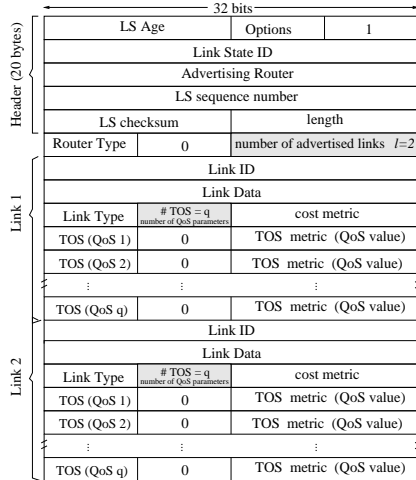 32 bits
Header (20 bytes)
LS Age Options 1
Link State ID
Advertising Router
LS sequence number
LS checksum length
Router Type 0 number of advertised links l=2
Link 1
Link ID
Link Data
Link Type # TOS = q number of QoS parameters cost metric
TOS (QoS 1) 0 TOS metric (QoS value)
TOS (QoS 2) 0 TOS metric (QoS value)
⋮ ⋮ ⋮
TOS (QoS q) 0 TOS metric (QoS value)
Link 2
Link ID
Link Data
Link Type # TOS = q number of QoS parameters cost metric
TOS (QoS 1) 0 TOS metric (QoS value)
TOS (QoS 2) 0 TOS metric (QoS value)
⋮ ⋮ ⋮
TOS (QoS q) 0 TOS metric (QoS value)